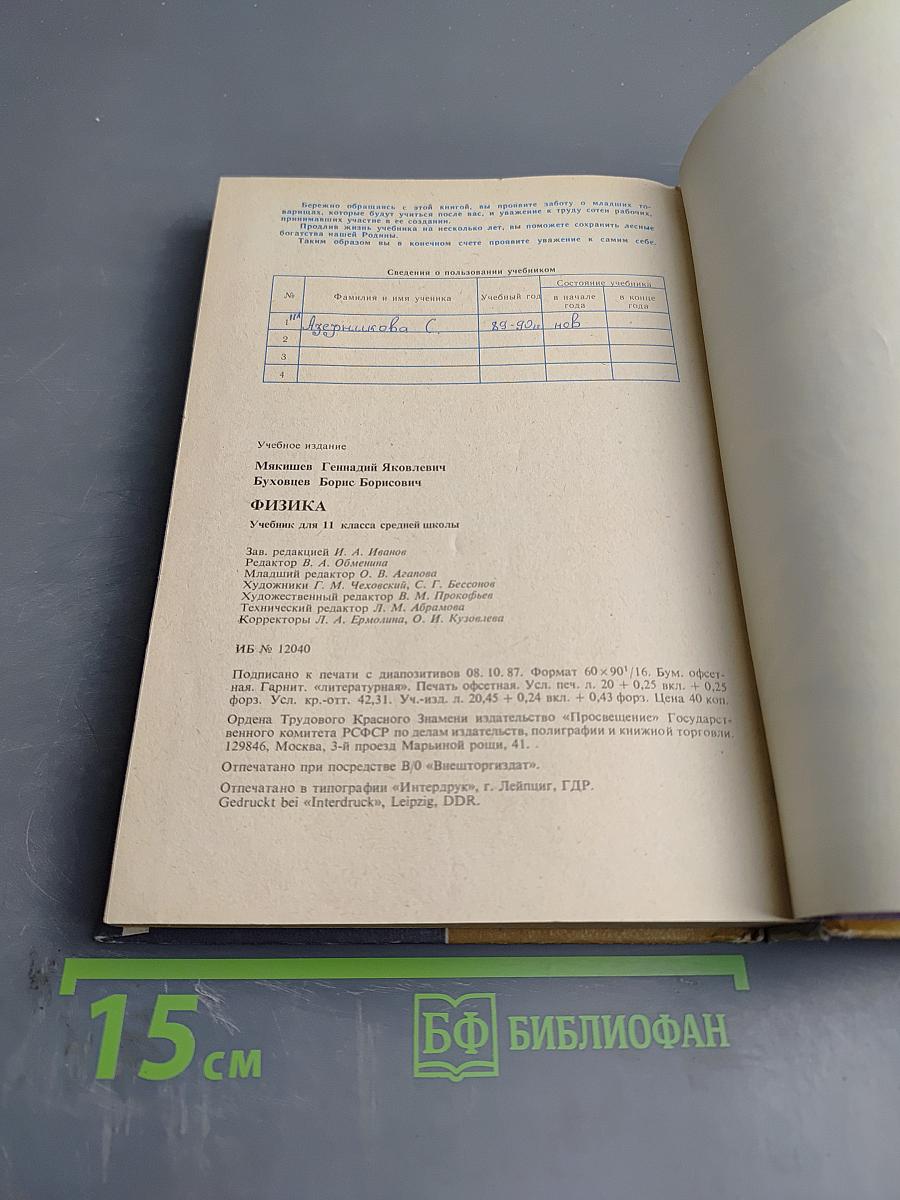 Бережно обращаясь с этой книгой, вы проявите заботу о младших то-
варищах, которые будут учиться после вас, и уважение к труду сотен рабочих,
принимавших участие в ее создании.
Продлив жизнь учебника на несколько лет, вы поможете сохранить лесные
богатства нашей Родины.
Таким образом вы в конечном счете проявите уважение к самим себе.
Сведения о пользовании учебником
№ Фамилия и имя ученика Учебный год Состояние учебника
в начале года в конце года
1 Азерникова С. 89-90 нов
2
3
4
Учебное издание
Мякишев Геннадий Яковлевич
Буховцев Борис Борисович
ФИЗИКА
Учебник для 11 класса средней школы
Зав. редакцией И. А. Иванов
Редактор В. А. Обменина
Младший редактор О. В. Агапова
Художники Г. М. Чеховский, С. Г. Бессонов
Художественный редактор В. М. Прокофьев
Технический редактор Л. М. Абрамова
Корректоры Л. А. Ермолина, О. И. Кузовлева
ИБ № 12040
Подписано к печати с диапозитивов 08. 10. 87. Формат 60×90¹/16. Бум. офсет-
ная. Гарнит. «литературная». Печать офсетная. Усл. печ. л. 20 + 0,25 вкл. + 0,25
форз. Усл. кр.-отт. 42,31. Уч.-изд. л. 20,45 + 0,24 вкл. + 0,43 форз. Цена 40 коп.
Ордена Трудового Красного Знамени издательство «Просвещение» Государст-
венного комитета РСФСР по делам издательств, полиграфии и книжной торговли.
129846, Москва, 3-й проезд Марьиной рощи, 41.
Отпечатано при посредстве В/0 «Внешторгиздат».
Отпечатано в типографии «Интердрук», г. Лейпциг, ГДР.
Gedruckt bei «Interdruck», Leipzig, DDR.
15 см
БФ БИБЛИОФАН